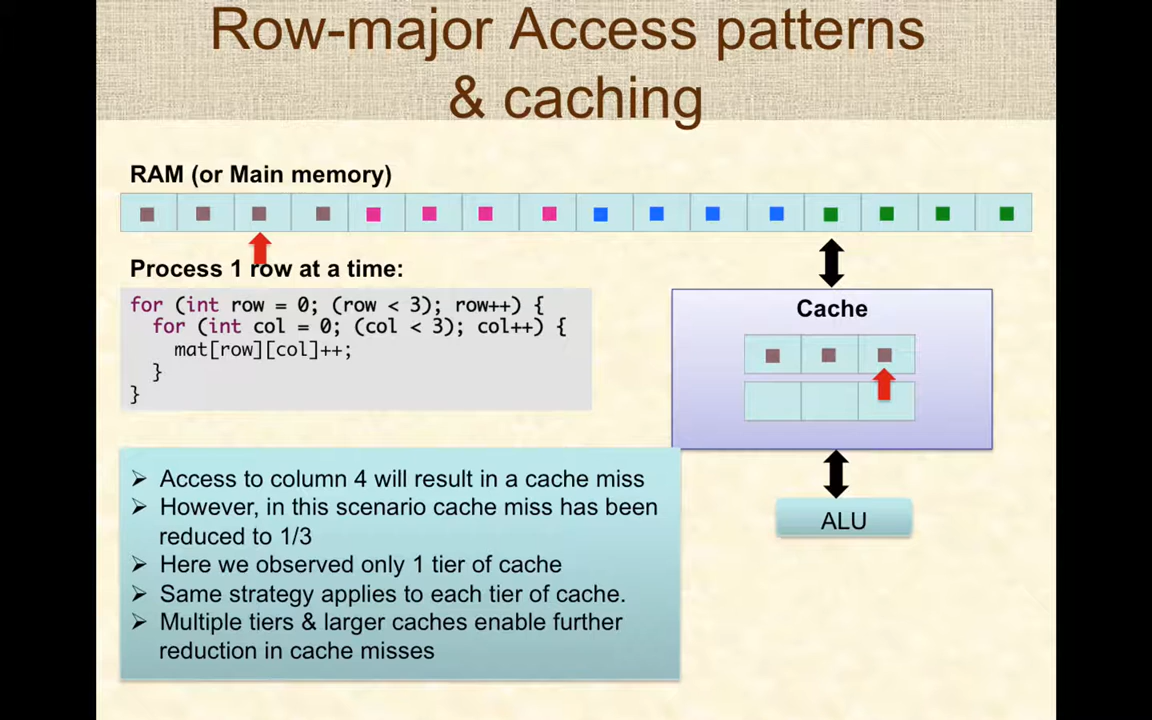 Row-major Access patterns
& caching
RAM (or Main memory)
Process 1 row at a time:
for (int row = 0; (row < 3); row++) {
for (int col = 0; (col < 3); col++) {
mat[row][col]++;
}
}
Cache
ALU
➢ Access to column 4 will result in a cache miss
➢ However, in this scenario cache miss has been
reduced to 1/3
➢ Here we observed only 1 tier of cache
➢ Same strategy applies to each tier of cache.
➢ Multiple tiers & larger caches enable further
reduction in cache misses